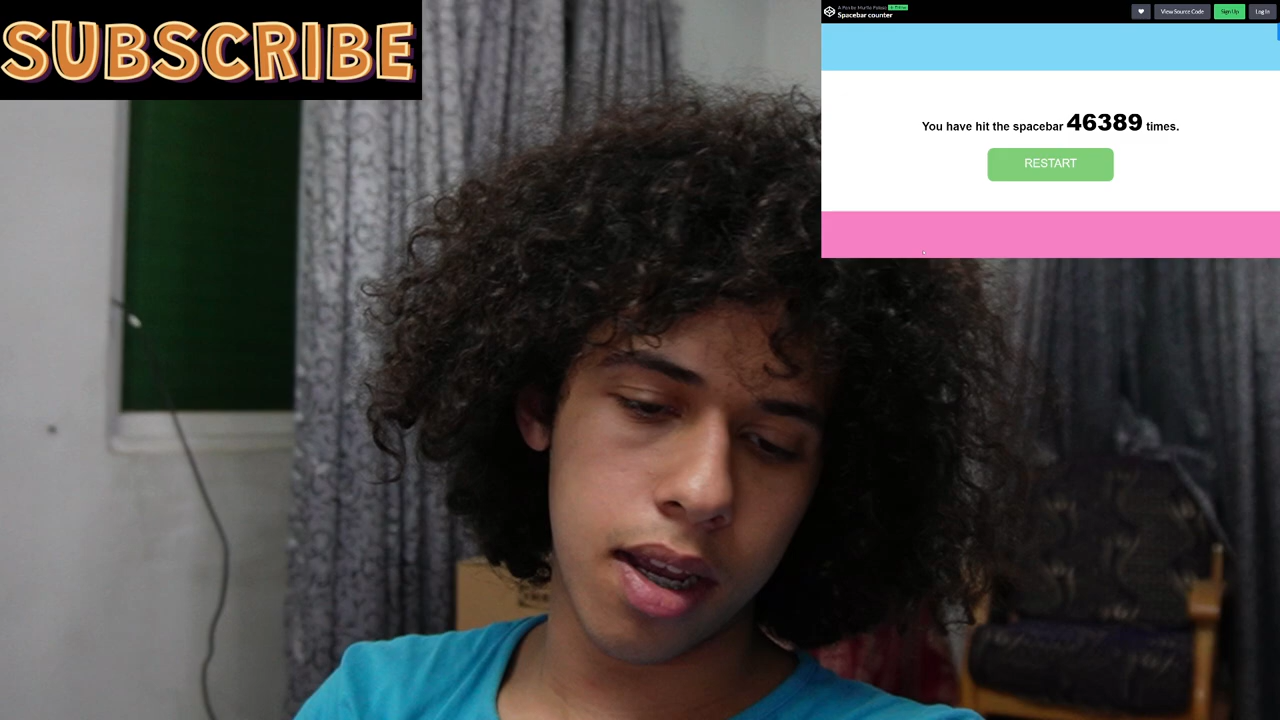 SUBSCRIBE
Spacebar counter
View Source Code
Sign Up
Log In
You have hit the spacebar 46389 times.
RESTART